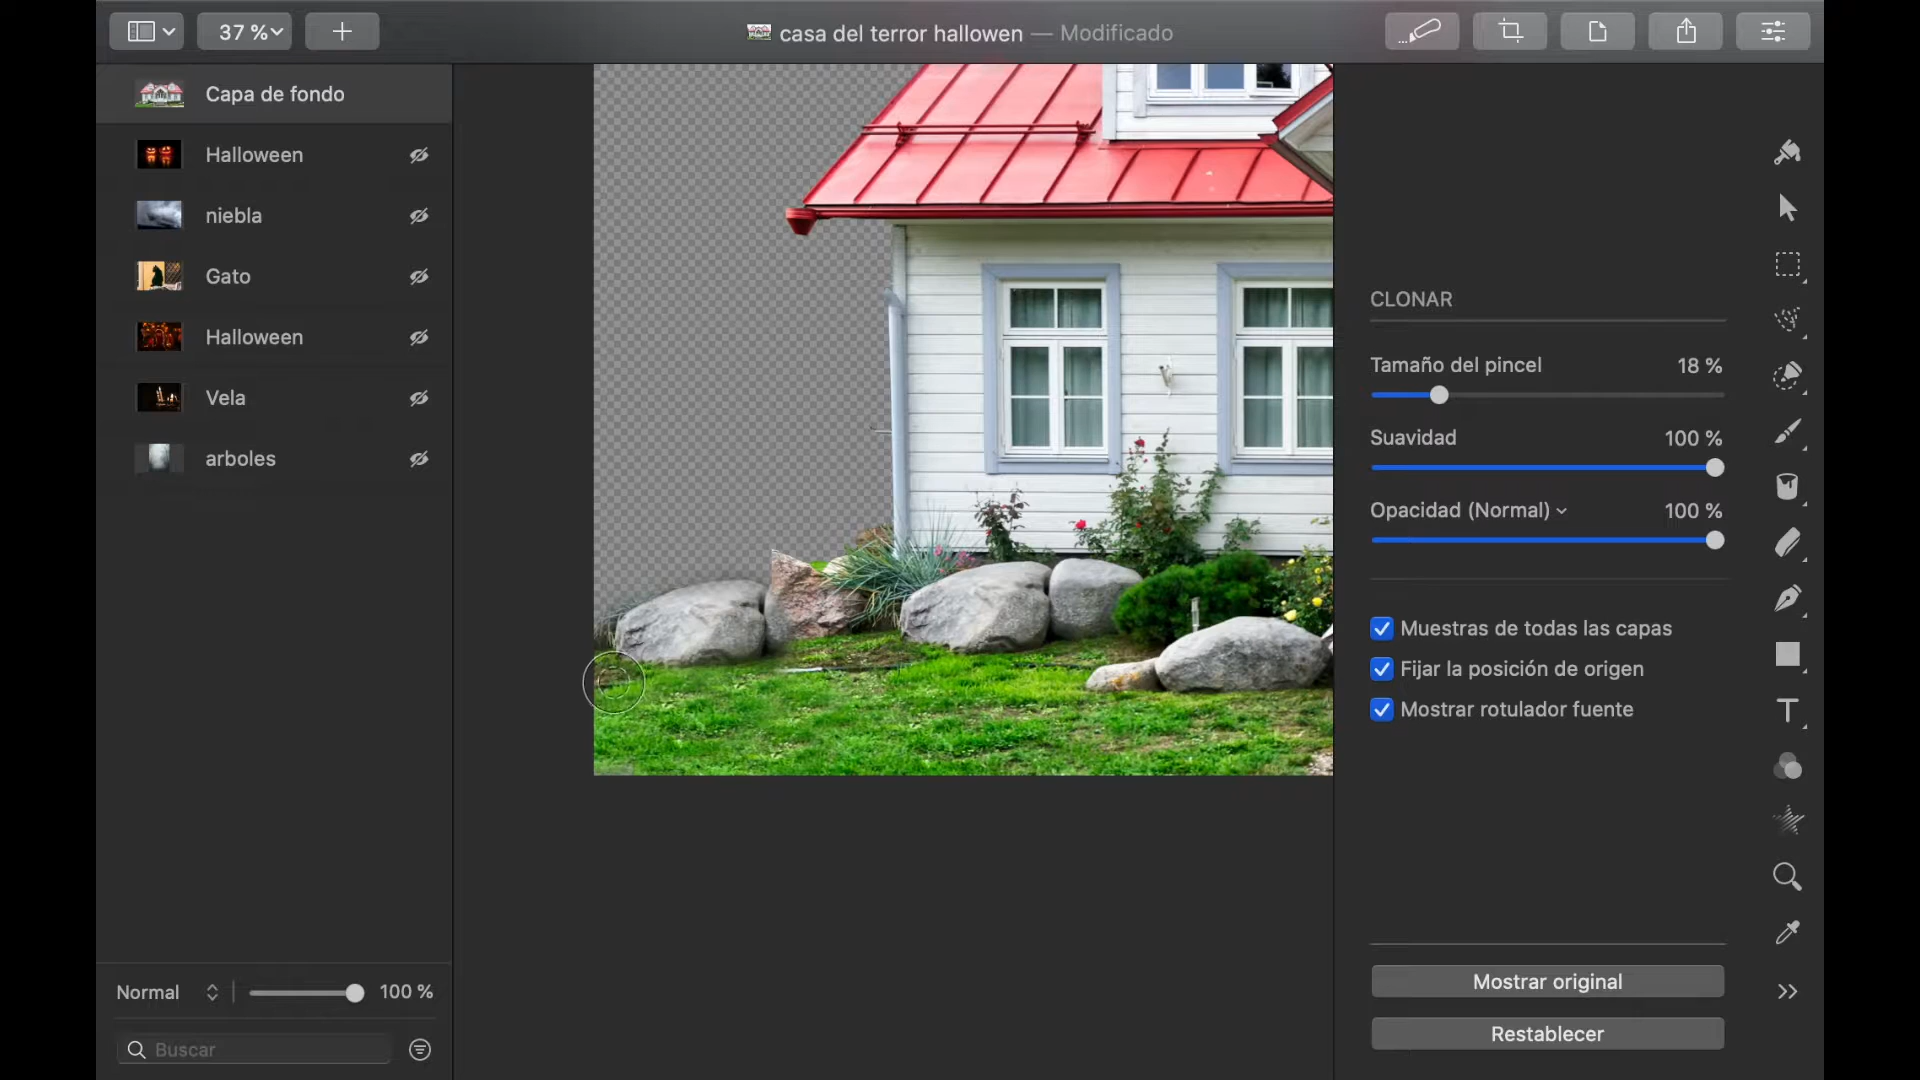 37 %
casa del terror hallowen — Modificado
Capa de fondo
Halloween
niebla
Gato
Halloween
Vela
arboles
Normal
100 %
Buscar
CLONAR
Tamaño del pincel 18 %
Suavidad 100 %
Opacidad (Normal) 100 %
Muestras de todas las capas
Fijar la posición de origen
Mostrar rotulador fuente
Mostrar original
Restablecer